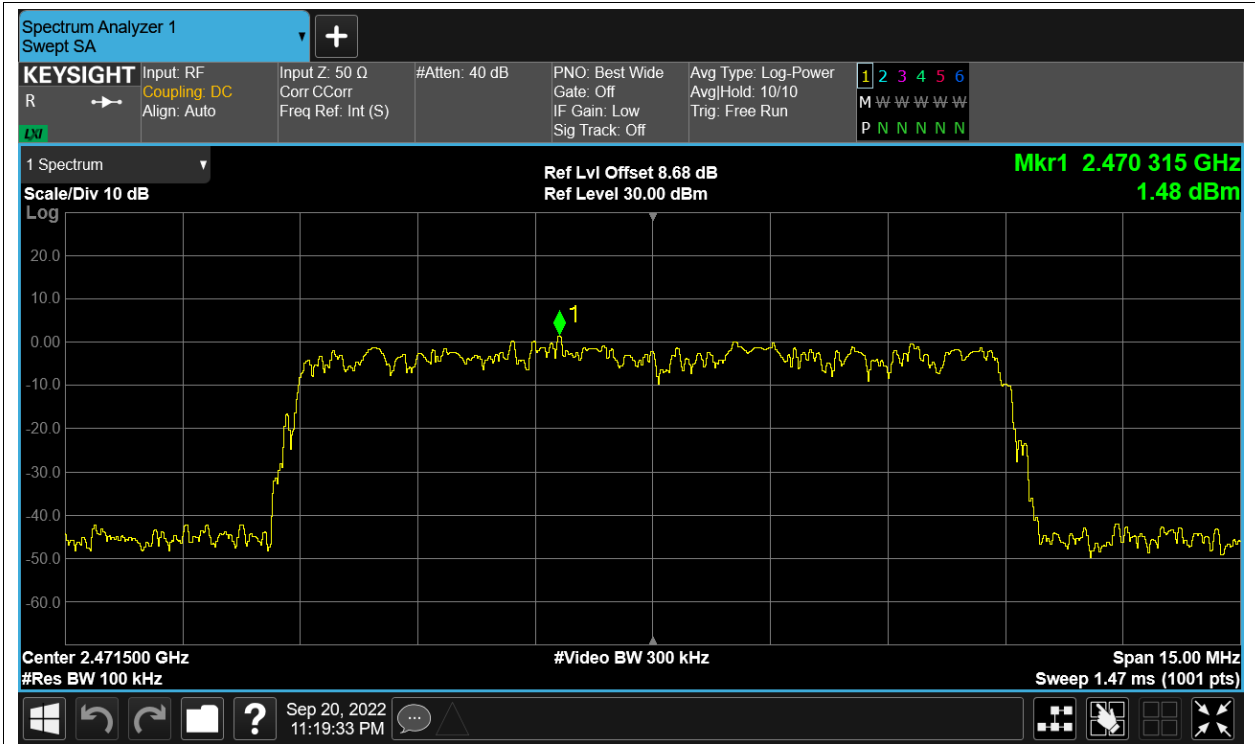 Spectrum Analyzer 1
Swept SA
+
KEYSIGHT
R
LXI
Input: RF
Coupling: DC
Align: Auto
Input Z: 50 Ω
Corr CCorr
Freq Ref: Int (S)
#Atten: 40 dB
PNO: Best Wide
Gate: Off
IF Gain: Low
Sig Track: Off
Avg Type: Log-Power
Avg|Hold: 10/10
Trig: Free Run
1 2 3 4 5 6
M W W W W W
P N N N N N
1 Spectrum
Scale/Div 10 dB
Log
Ref Lvl Offset 8.68 dB
Ref Level 30.00 dBm
Mkr1 2.470 315 GHz
1.48 dBm
1
20.0
10.0
0.00
-10.0
-20.0
-30.0
-40.0
-50.0
-60.0
Center 2.471500 GHz
#Res BW 100 kHz
#Video BW 300 kHz
Span 15.00 MHz
Sweep 1.47 ms (1001 pts)
?
Sep 20, 2022
11:19:33 PM